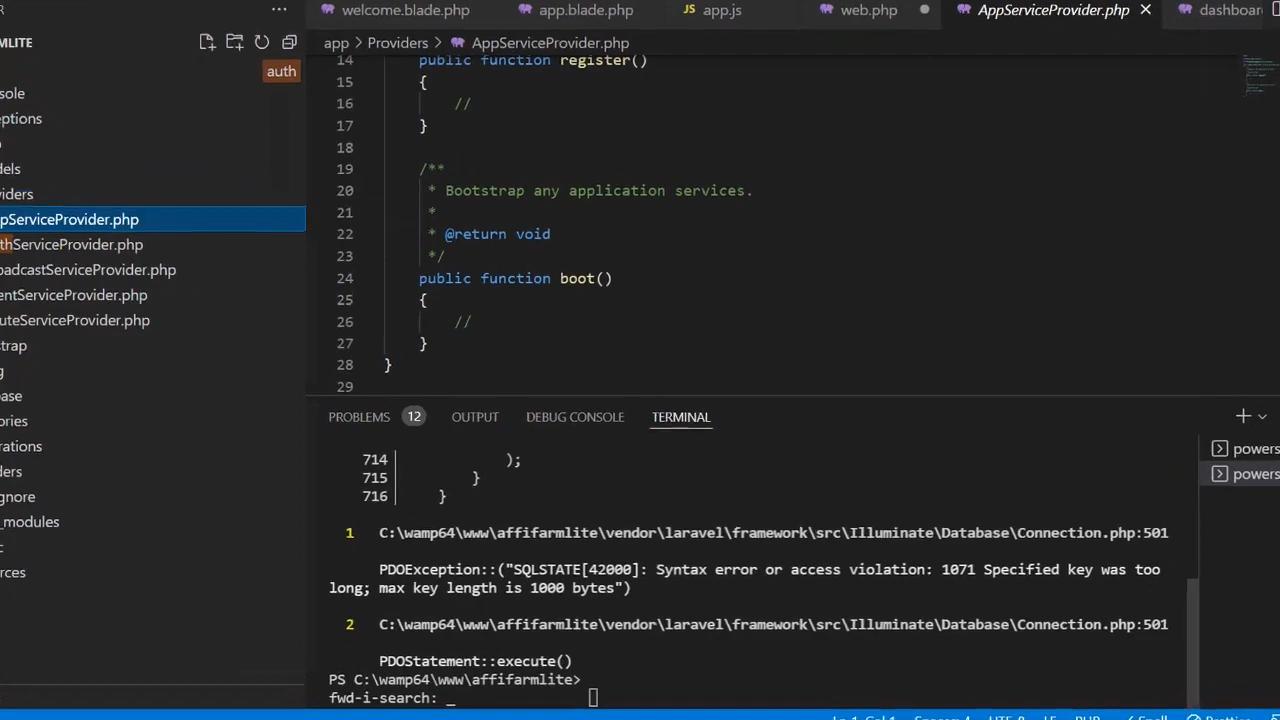 R
welcome.blade.php
app.blade.php
JS app.js
web.php
AppServiceProvider.php
dashboar
MLITE
auth
nsole
eptions
dels
viders
pServiceProvider.php
thServiceProvider.php
oadcastServiceProvider.php
entServiceProvider.php
uteServiceProvider.php
strap
g
ase
ories
rations
ders
gnore
_modules
c
rces
app > Providers > AppServiceProvider.php
14 public function register()
15 {
16 //
17 }
18
19 /**
20 * Bootstrap any application services.
21 *
22 * @return void
23 */
24 public function boot()
25 {
26 //
27 }
28 }
29
PROBLEMS 12 OUTPUT DEBUG CONSOLE TERMINAL
powers
powers
714 );
715 }
716 }
1 C:\wamp64\www\affifarmlite\vendor\laravel\framework\src\Illuminate\Database\Connection.php:501
PDOException::("SQLSTATE[42000]: Syntax error or access violation: 1071 Specified key was too
long; max key length is 1000 bytes")
2 C:\wamp64\www\affifarmlite\vendor\laravel\framework\src\Illuminate\Database\Connection.php:501
PDOStatement::execute()
PS C:\wamp64\www\affifarmlite>
fwd-i-search: _